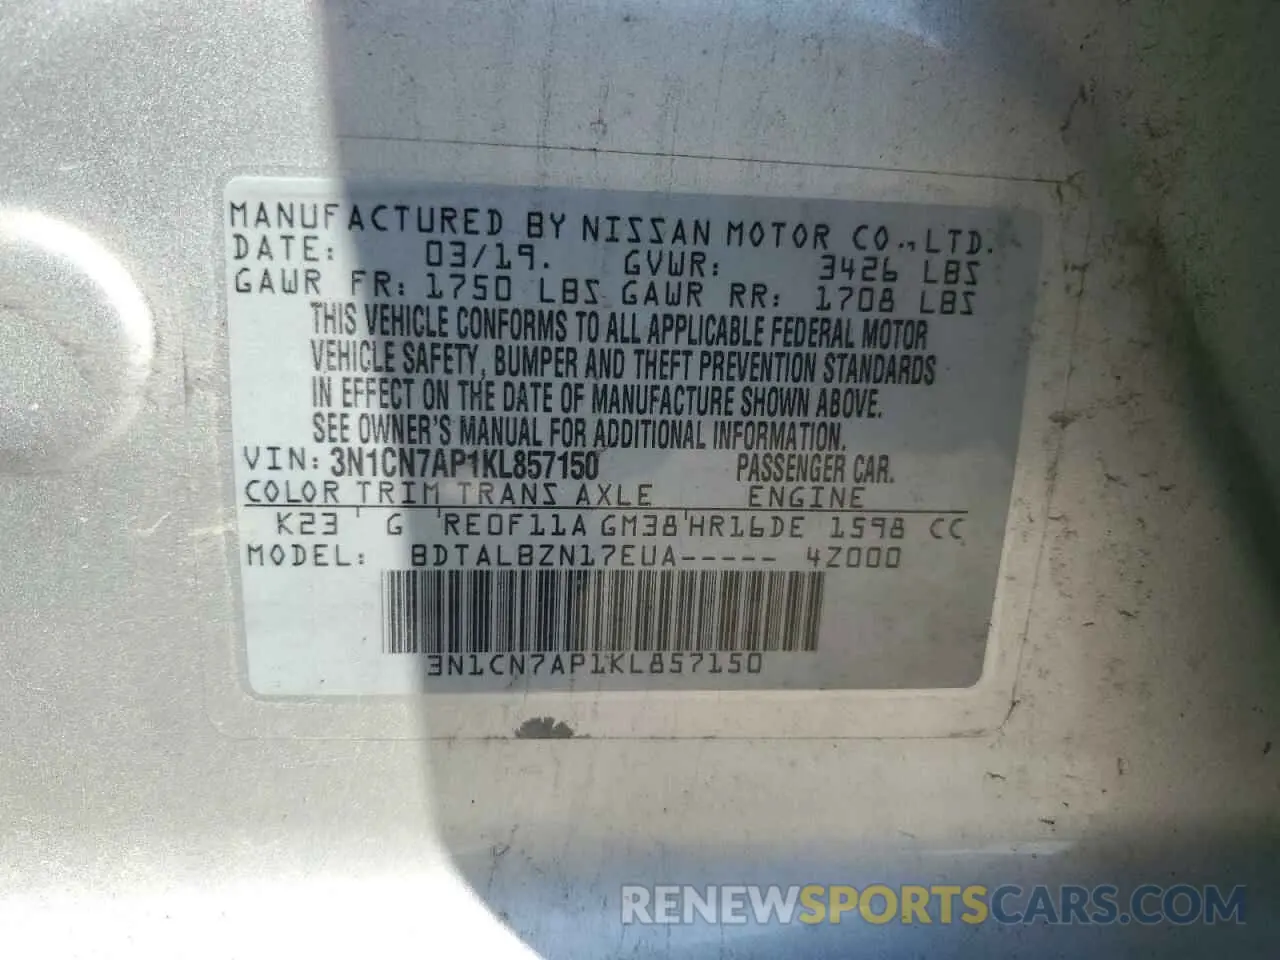 MANUFACTURED BY NISSAN MOTOR CO., LTD.
DATE: 03/19. GVWR: 3426 LBS
GAWR FR: 1750 LBS GAWR RR: 1708 LBS
THIS VEHICLE CONFORMS TO ALL APPLICABLE FEDERAL MOTOR
VEHICLE SAFETY, BUMPER AND THEFT PREVENTION STANDARDS
IN EFFECT ON THE DATE OF MANUFACTURE SHOWN ABOVE.
SEE OWNER'S MANUAL FOR ADDITIONAL INFORMATION.
VIN: 3N1CN7AP1KL857150 PASSENGER CAR.
COLOR TRIM TRANS AXLE ENGINE
K23 G RE0F11A GM38 HR16DE 1598 CC
MODEL: BDTALBZN17EUA----- 4Z000
3N1CN7AP1KL857150
RENEWSPORTSCARS.COM